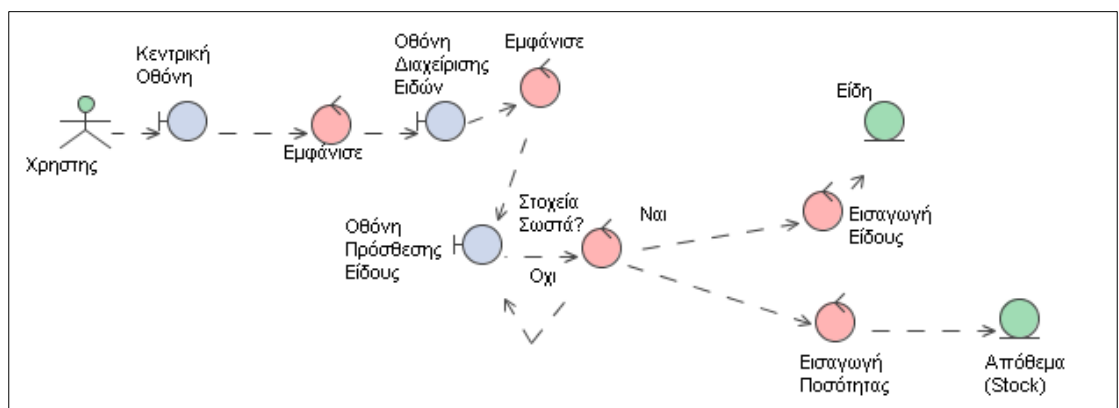 Κεντρική
Οθόνη
Οθόνη
Διαχείρισης
Ειδών
Εμφάνισε
Είδη
Χρηστης
Εμφάνισε
Οθόνη
Πρόσθεσης
Είδους
Στοχεία
Σωστά?
Ναι
Οχι
Εισαγωγή
Είδους
Εισαγωγή
Ποσότητας
Απόθεμα
(Stock)